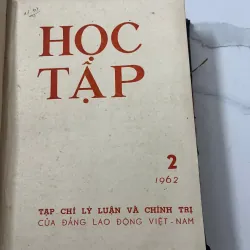 HỌC
TẬP
2
1962
TẠP CHÍ LÝ LUẬN VÀ CHÍNH TRỊ
CỦA ĐẢNG LAO ĐỘNG VIỆT-NAM